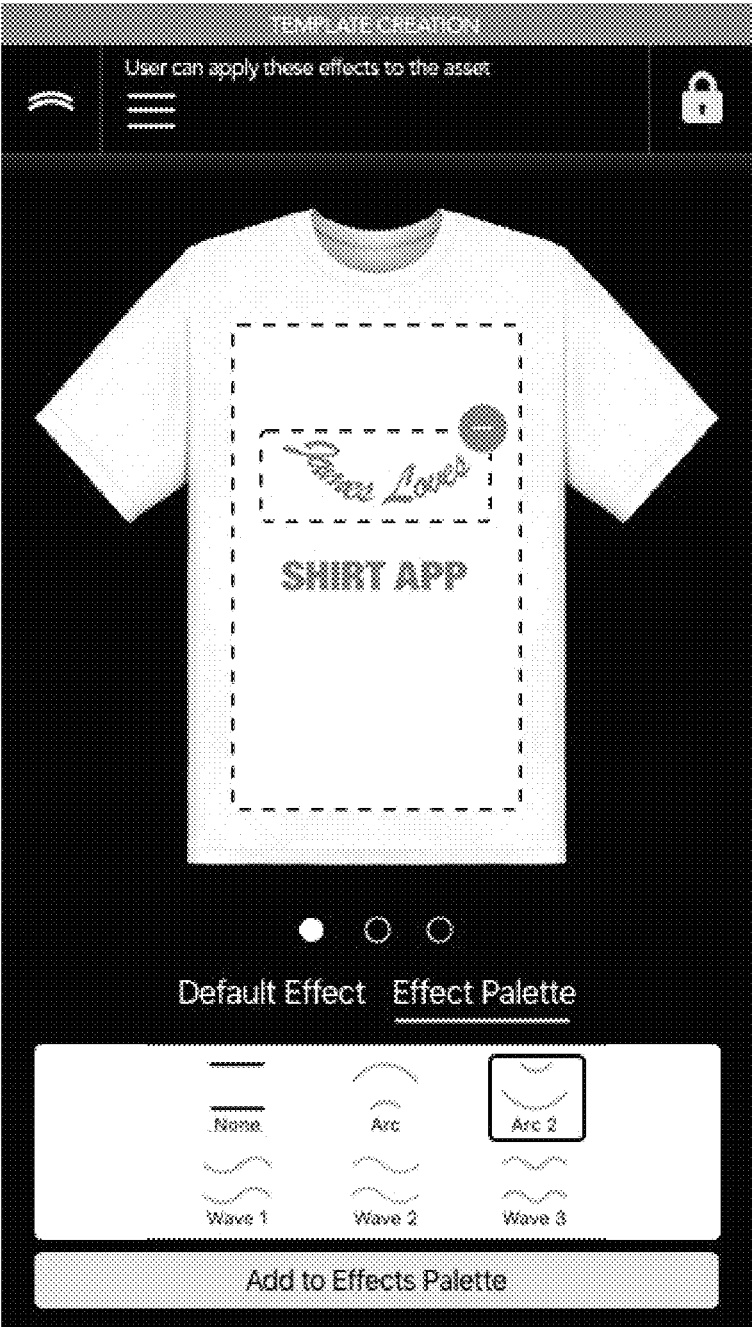 TEMPLATE CREATION
User can apply these effects to the asset
Loves
SHIRT APP
Default Effect Effect Palette
None Arc Arc 2
Wave 1 Wave 2 Wave 3
Add to Effects Palette